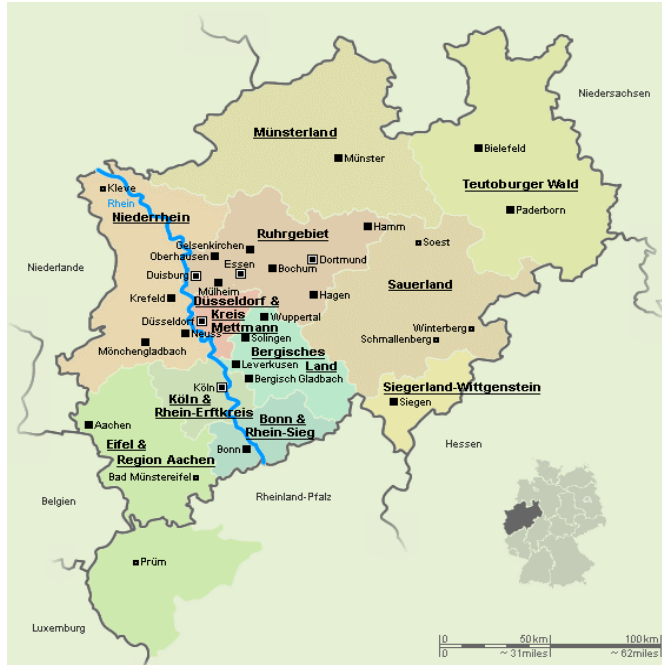 Niedersachsen
Münsterland
Münster
Bielefeld
Teutoburger Wald
Kleve
Rhein
Niederrhein
Paderborn
Ruhrgebiet
Hamm
Soest
Gelsenkirchen
Oberhausen
Essen
Dortmund
Niederlande
Duisburg
Bochum
Sauerland
Mülheim
Krefeld
Hagen
Düsseldorf &
Kreis
Mettmann
Düsseldorf
Wuppertal
Neuss
Winterberg
Solingen
Schmallenberg
Mönchengladbach
Bergisches
Land
Leverkusen
Bergisch Gladbach
Köln
Siegerland-Wittgenstein
Köln &
Rhein-Erftkreis
Siegen
Bonn &
Rhein-Sieg
Aachen
Eifel &
Region Aachen
Bonn
Hessen
Bad Münstereifel
Rheinland-Pfalz
Belgien
Prüm
Luxemburg
0 50km 100 km
0 ~ 31miles ~ 62miles